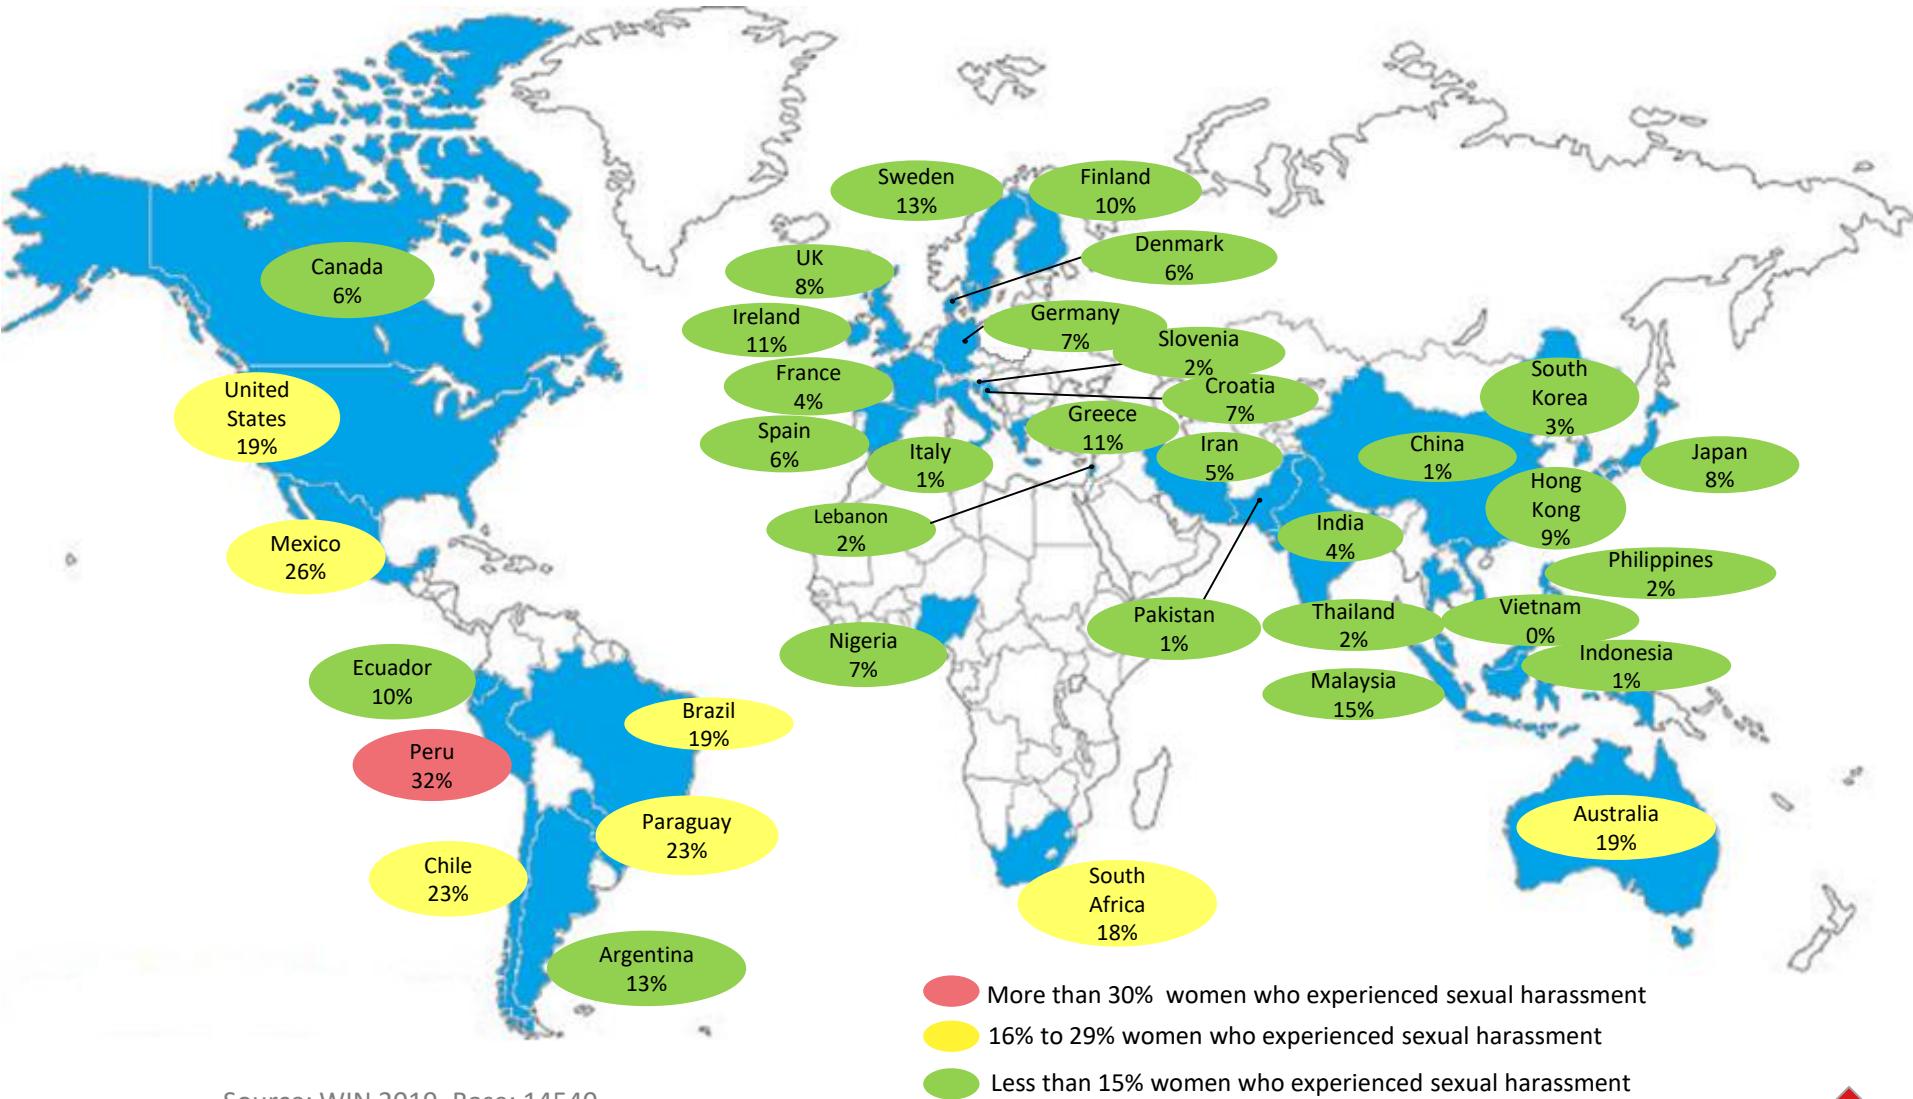 Sweden
13%
Finland
10%
Denmark
6%
UK
8%
Canada
6%
Ireland
11%
Germany
7%
Slovenia
2%
France
4%
Croatia
7%
South
Korea
3%
United
States
19%
Greece
11%
Spain
6%
Italy
1%
Iran
5%
China
1%
Japan
8%
Hong
Kong
9%
Lebanon
2%
India
4%
Mexico
26%
Philippines
2%
Pakistan
1%
Thailand
2%
Vietnam
0%
Nigeria
7%
Indonesia
1%
Ecuador
10%
Malaysia
15%
Brazil
19%
Peru
32%
Paraguay
23%
Australia
19%
Chile
23%
South
Africa
18%
Argentina
13%
More than 30% women who experienced sexual harassment
16% to 29% women who experienced sexual harassment
Less than 15% women who experienced sexual harassment
Source: WIN 2019. Base: 14540